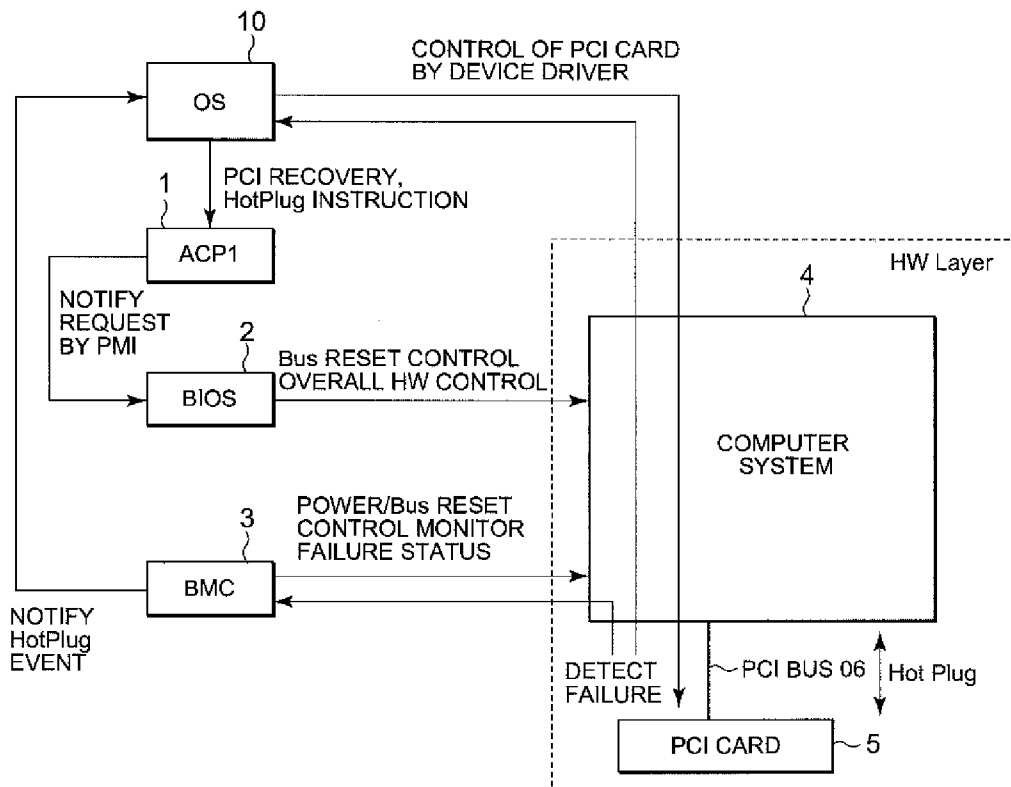 10
OS
CONTROL OF PCI CARD
BY DEVICE DRIVER
PCI RECOVERY,
HotPlug INSTRUCTION
1
ACP1
NOTIFY
REQUEST
BY PMI
2
BIOS
Bus RESET CONTROL
OVERALL HW CONTROL
HW Layer
4
COMPUTER
SYSTEM
3
BMC
POWER/Bus RESET
CONTROL MONITOR
FAILURE STATUS
NOTIFY
HotPlug
EVENT
DETECT
FAILURE
PCI BUS 06
Hot Plug
PCI CARD
5